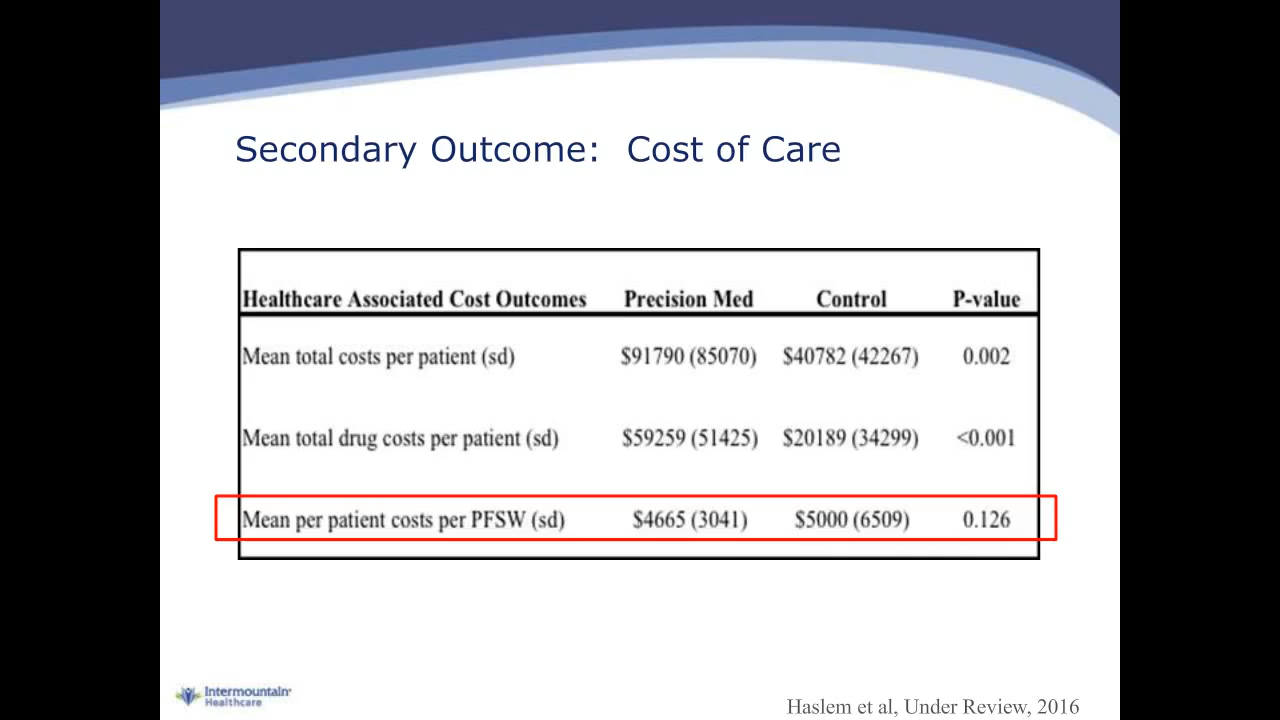 Secondary Outcome: Cost of Care
Healthcare Associated Cost Outcomes Precision Med Control P-value
Mean total costs per patient (sd) $91790 (85070) $40782 (42267) 0.002
Mean total drug costs per patient (sd) $59259 (51425) $20189 (34299) <0.001
Mean per patient costs per PFSW (sd) $4665 (3041) $5000 (6509) 0.126
Intermountain
Healthcare
Haslem et al, Under Review, 2016